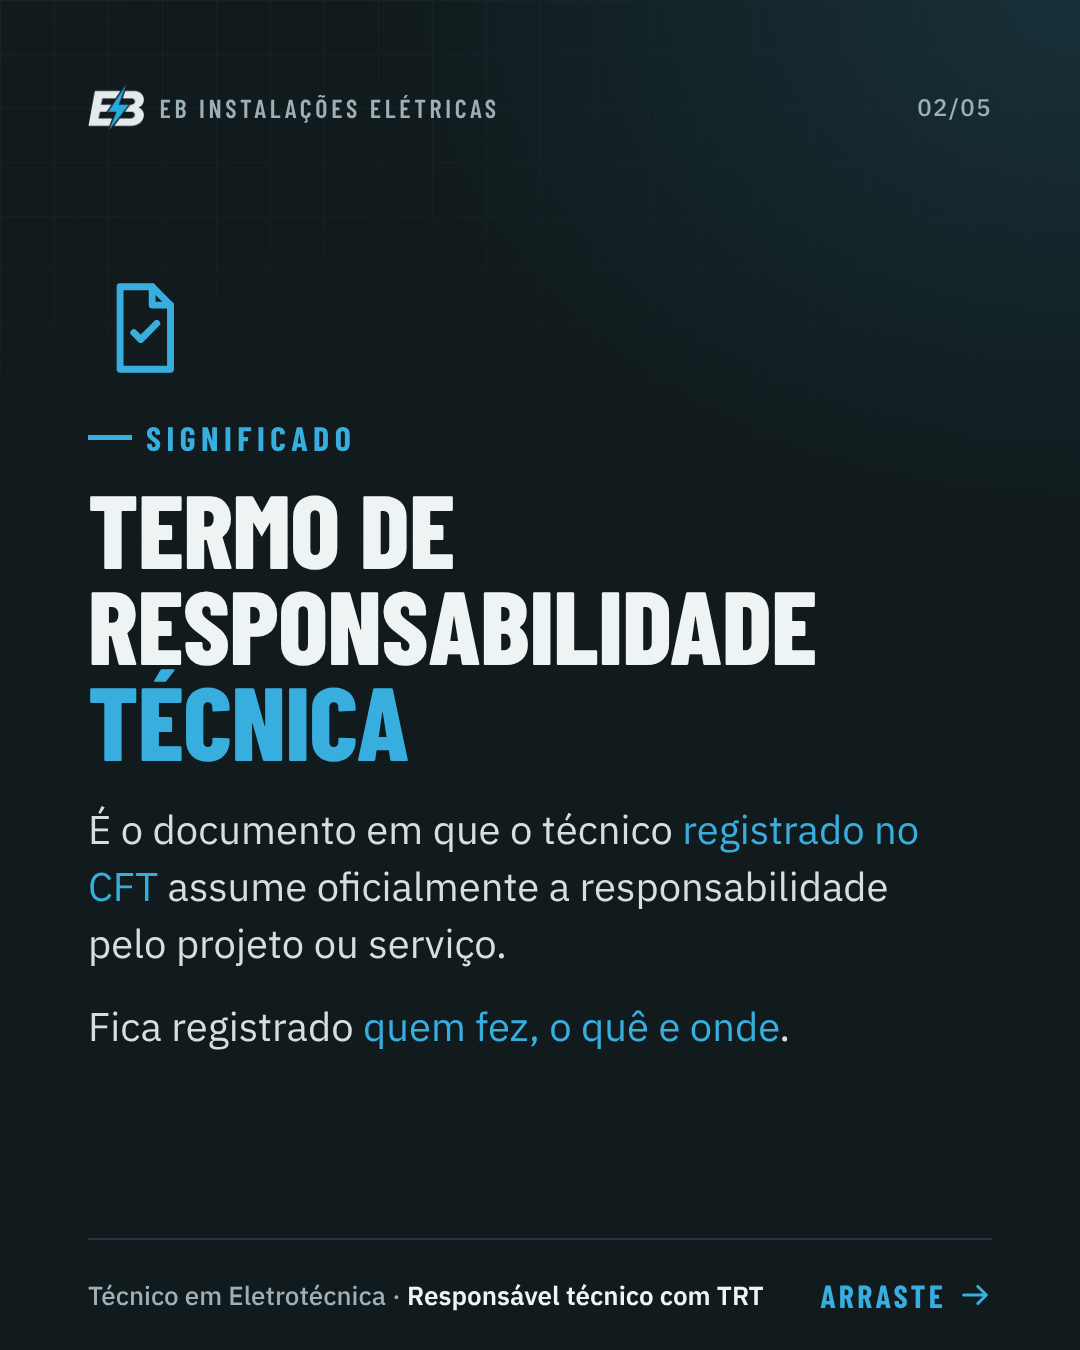 EB EB INSTALAÇÕES ELÉTRICAS
02/05
SIGNIFICADO
TERMO DE
RESPONSABILIDADE
TÉCNICA
É o documento em que o técnico registrado no
CFT assume oficialmente a responsabilidade
pelo projeto ou serviço.
Fica registrado quem fez, o quê e onde.
Técnico em Eletrotécnica · Responsável técnico com TRT
ARRASTE →